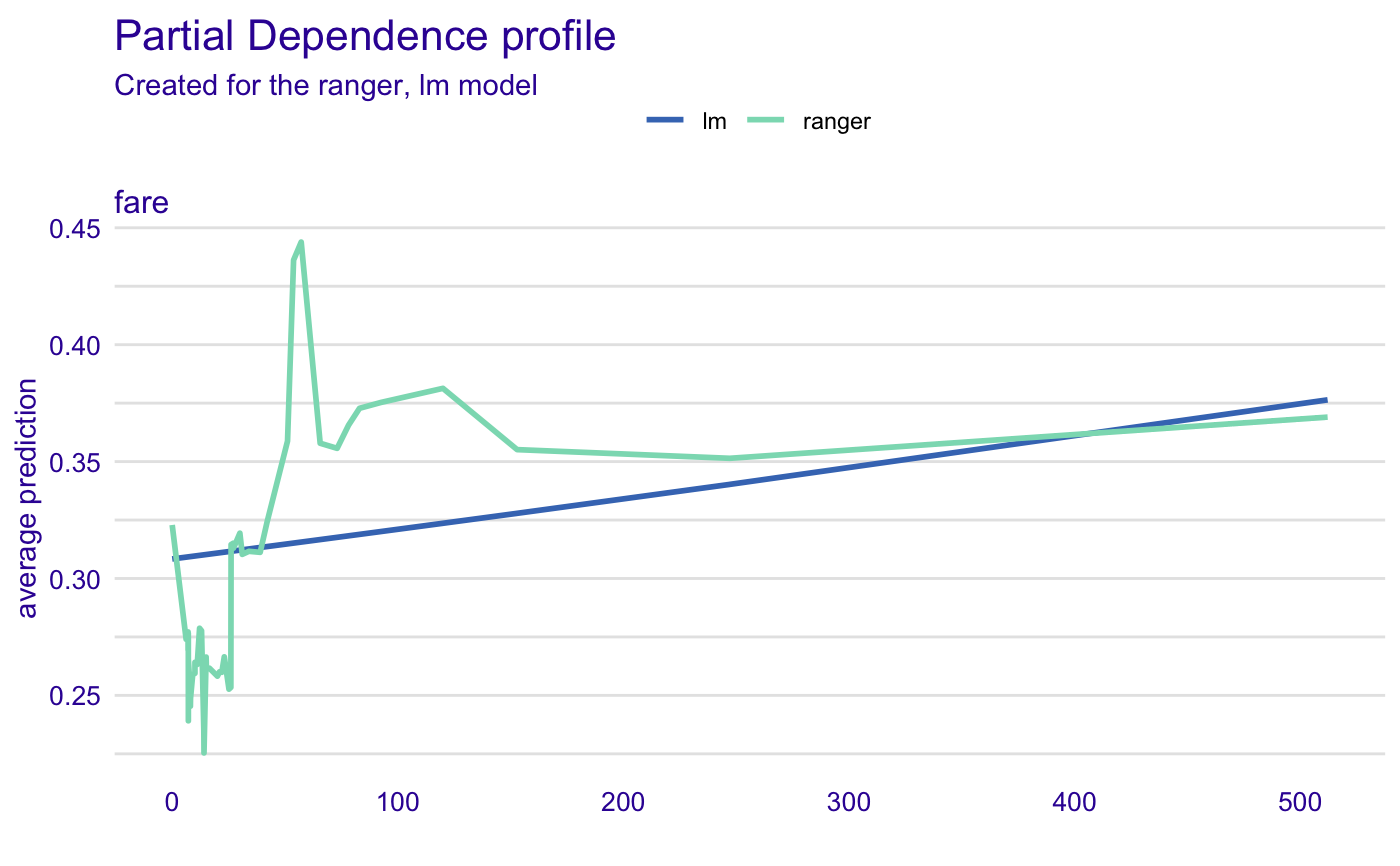 Partial Dependence profile
Created for the ranger, lm model
lm ranger
fare
average prediction
0.45
0.40
0.35
0.30
0.25
0 100 200 300 400 500